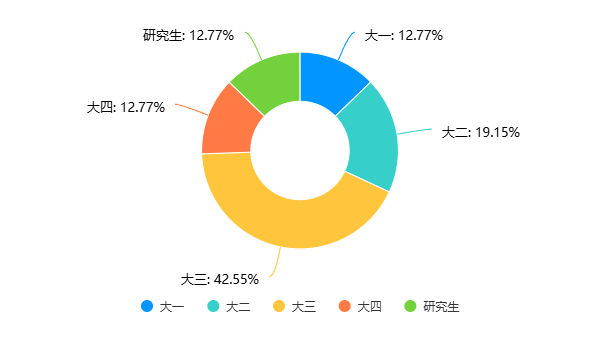 研究生: 12.77%
大一: 12.77%
大四: 12.77%
大二: 19.15%
大三: 42.55%
大一 大二 大三 大四 研究生